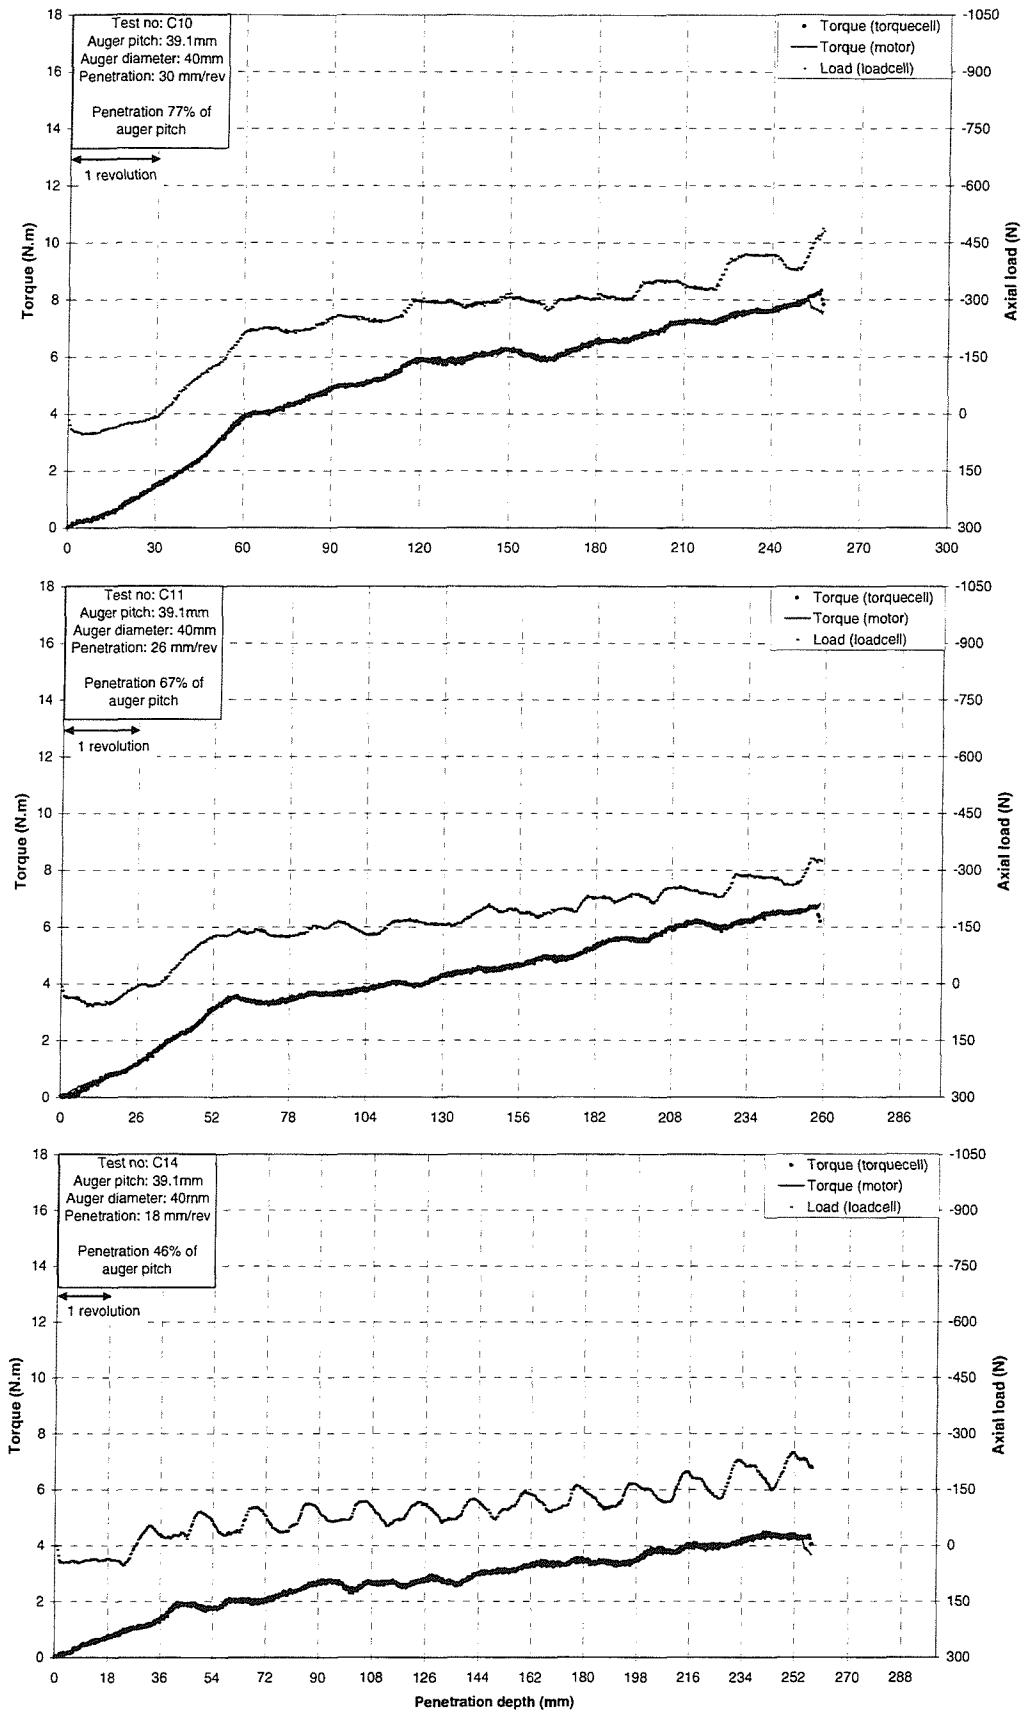 Test no: C10
Auger pitch: 39.1mm
Auger diameter: 40mm
Penetration: 30 mm/rev
Penetration 77% of
auger pitch
1 revolution
Torque (torquecell)
Torque (motor)
Load (loadcell)
18
16
14
12
10
8
6
4
2
0
Torque (N.m)
-1050
-900
-750
-600
-450
-300
-150
0
150
300
Axial load (N)
0 30 60 90 120 150 180 210 240 270 300
Test no: C11
Auger pitch: 39.1mm
Auger diameter: 40mm
Penetration: 26 mm/rev
Penetration 67% of
auger pitch
1 revolution
Torque (torquecell)
Torque (motor)
Load (loadcell)
18
16
14
12
10
8
6
4
2
0
Torque (N.m)
-1050
-900
-750
-600
-450
-300
-150
0
150
300
Axial load (N)
0 26 52 78 104 130 156 182 208 234 260 286
Test no: C14
Auger pitch: 39.1mm
Auger diameter: 40mm
Penetration: 18 mm/rev
Penetration 46% of
auger pitch
1 revolution
Torque (torquecell)
Torque (motor)
Load (loadcell)
18
16
14
12
10
8
6
4
2
0
Torque (N.m)
-1050
-900
-750
-600
-450
-300
-150
0
150
300
Axial load (N)
0 18 36 54 72 90 108 126 144 162 180 198 216 234 252 270 288
Penetration depth (mm)